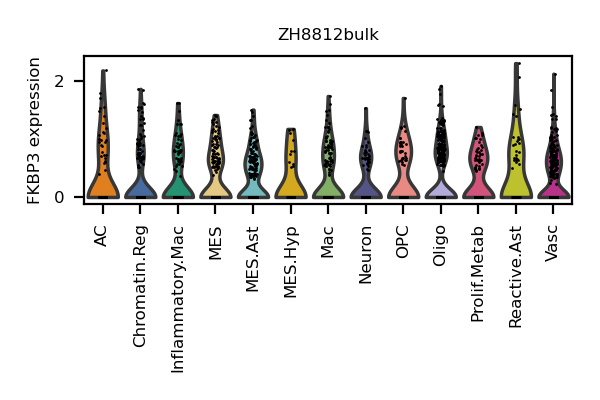 ZH8812bulk
FKBP3 expression
2
0
AC
Chromatin.Reg
Inflammatory.Mac
MES
MES.Ast
MES.Hyp
Mac
Neuron
OPC
Oligo
Prolif.Metab
Reactive.Ast
Vasc